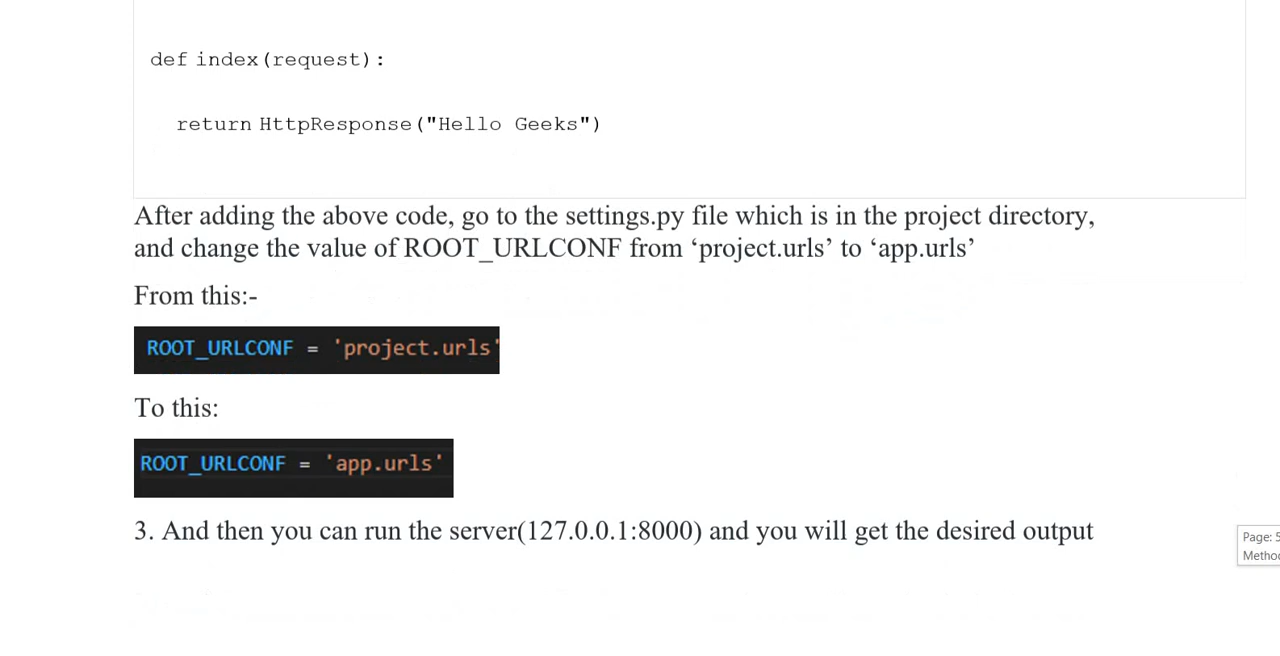 def index(request):
return HttpResponse("Hello Geeks")
After adding the above code, go to the settings.py file which is in the project directory,
and change the value of ROOT_URLCONF from ‘project.urls’ to ‘app.urls’
From this:-
ROOT_URLCONF = 'project.urls'
To this:
ROOT_URLCONF = 'app.urls'
3. And then you can run the server(127.0.0.1:8000) and you will get the desired output
Page: 5